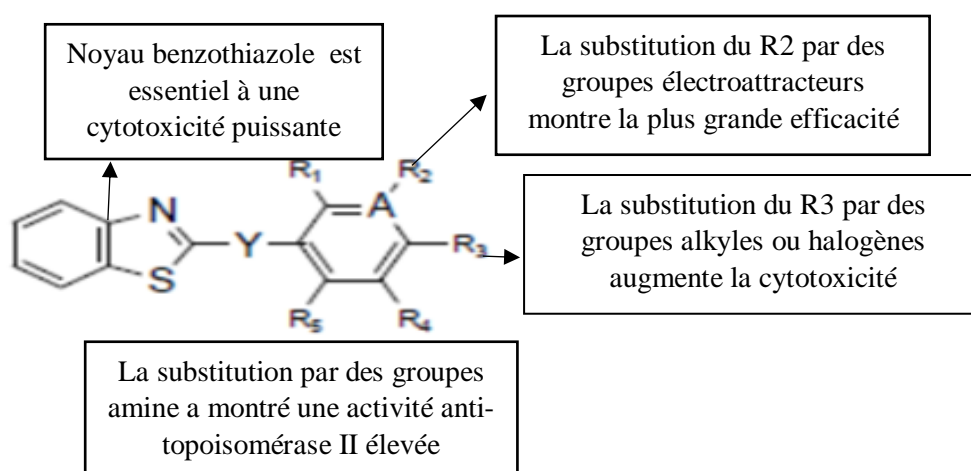 Noyau benzothiazole est
essentiel à une
cytotoxicité puissante
La substitution du R2 par des
groupes électroattracteurs
montre la plus grande efficacité
R₁
R₂
N
A
La substitution du R3 par des
groupes alkyles ou halogènes
augmente la cytotoxicité
Y
R₃
S
R₅
R₄
La substitution par des groupes
amine a montré une activité anti-
topoisomérase II élevée